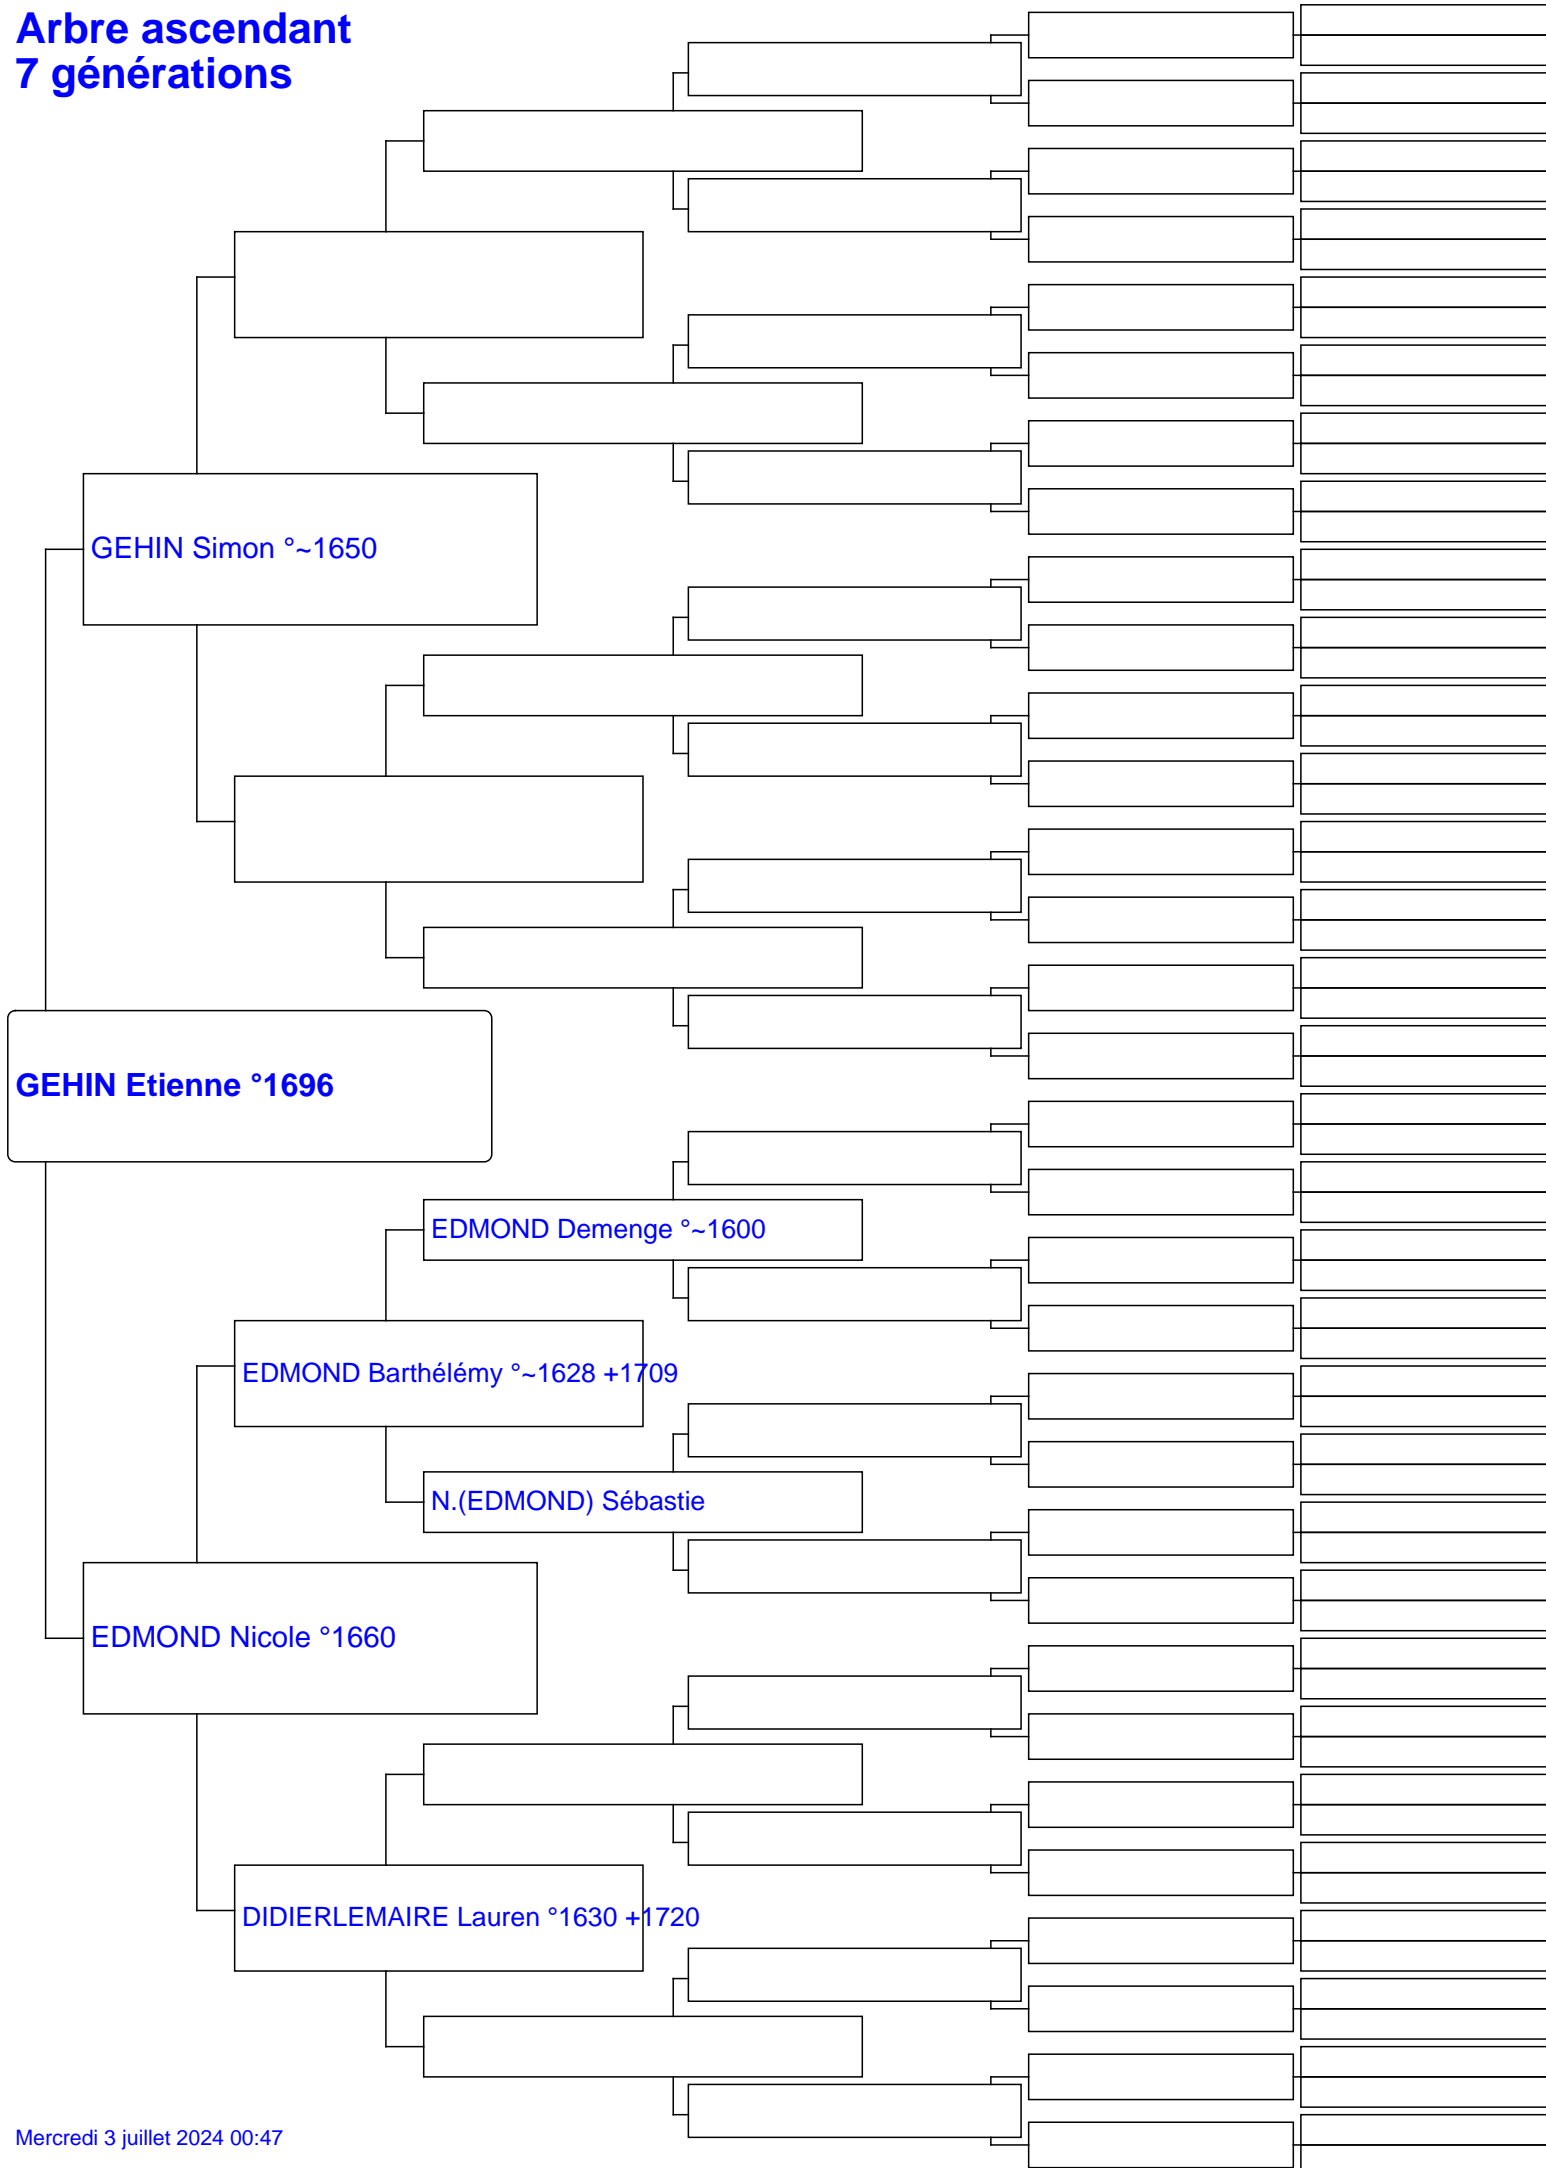 Arbre ascendant
7 générations
GEHIN Simon °~1650
GEHIN Etienne °1696
EDMOND Demenge °~1600
EDMOND Barthélémy °~1628 +1709
N.(EDMOND) Sébastie
EDMOND Nicole °1660
DIDIERLEMAIRE Lauren °1630 +1720
Mercredi 3 juillet 2024 00:47